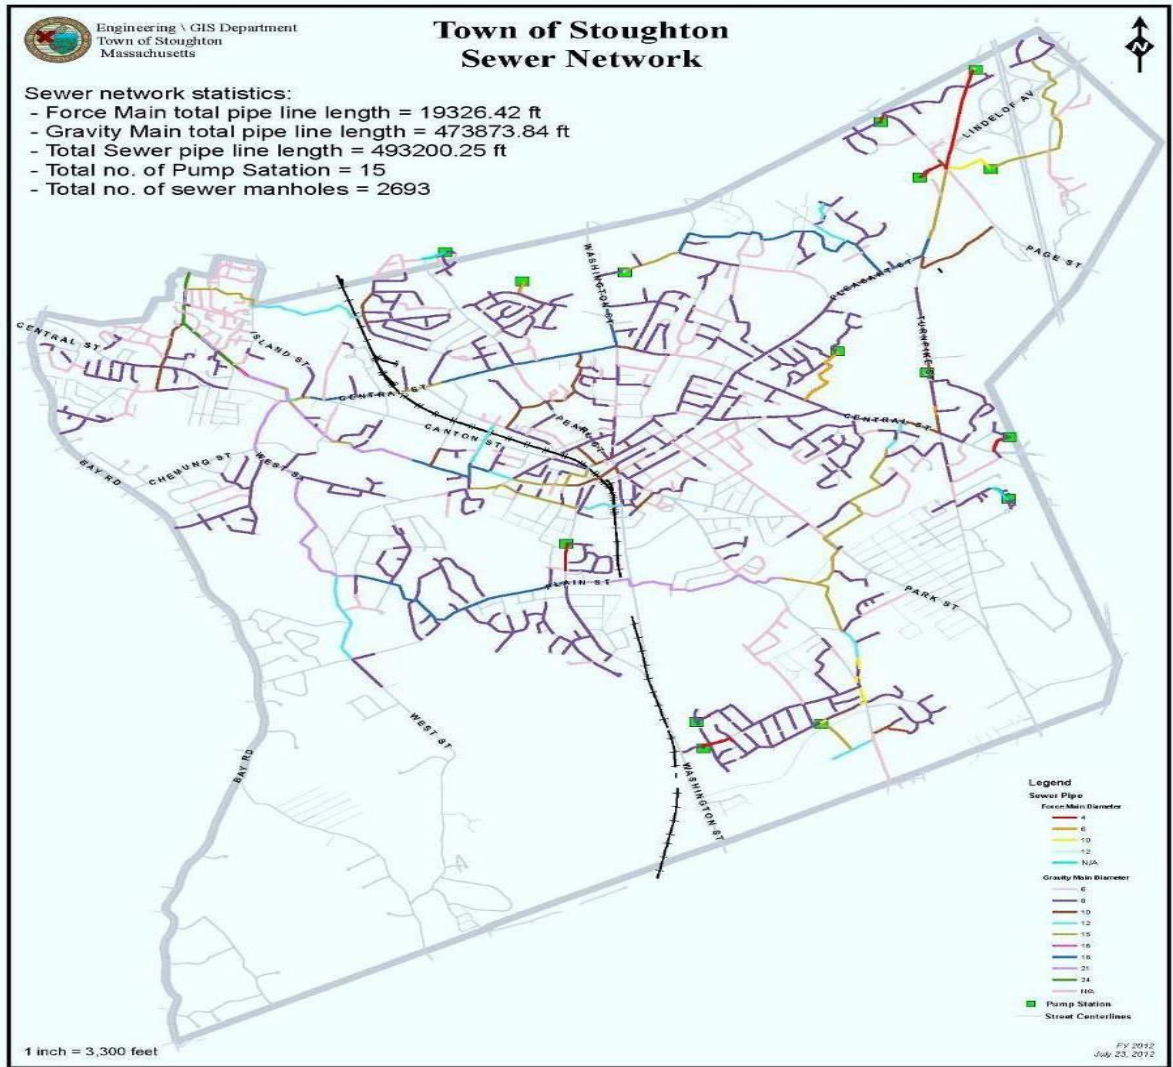 Engineering \ GIS Department
Town of Stoughton
Massachusetts
Town of Stoughton
Sewer Network
Sewer network statistics:
- Force Main total pipe line length = 19326.42 ft
- Gravity Main total pipe line length = 473873.84 ft
- Total Sewer pipe line length = 493200.25 ft
- Total no. of Pump Satation = 15
- Total no. of sewer manholes = 2693
N
LINDELOF AV
PAGE ST
WASHINGTON ST
PLEASANT ST
TURNPIKE
CENTRAL ST
ISLAND ST
CENTRAL ST
CANTON ST
PEARL ST
CENTRAL ST
BAY RD
CHEMUNG ST
WEST ST
PLAIN ST
PARK ST
WEST ST
BAY RD
WASHINGTON ST
Legend
Sewer Pipe
Force Main Diameter
4
6
10
12
N/A
Gravity Main Diameter
6
8
10
12
15
16
18
21
24
N/A
Pump Station
Street Centerlines
1 inch = 3,300 feet
FY 2012
July 23, 2012